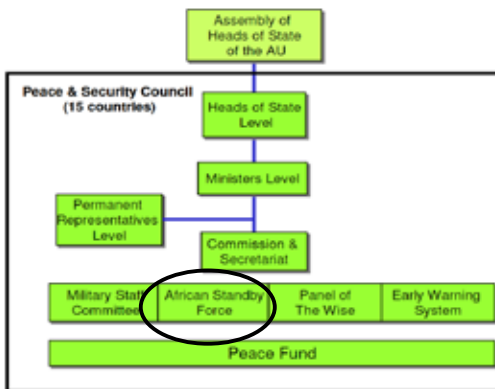 Assembly of
Heads of State
of the AU
Peace & Security Council
(15 countries)
Heads of State
Level
Ministers Level
Permanent
Representatives
Level
Commission &
Secretariat
Military Staff
Committee
African Standby
Force
Panel of
The Wise
Early Warning
System
Peace Fund